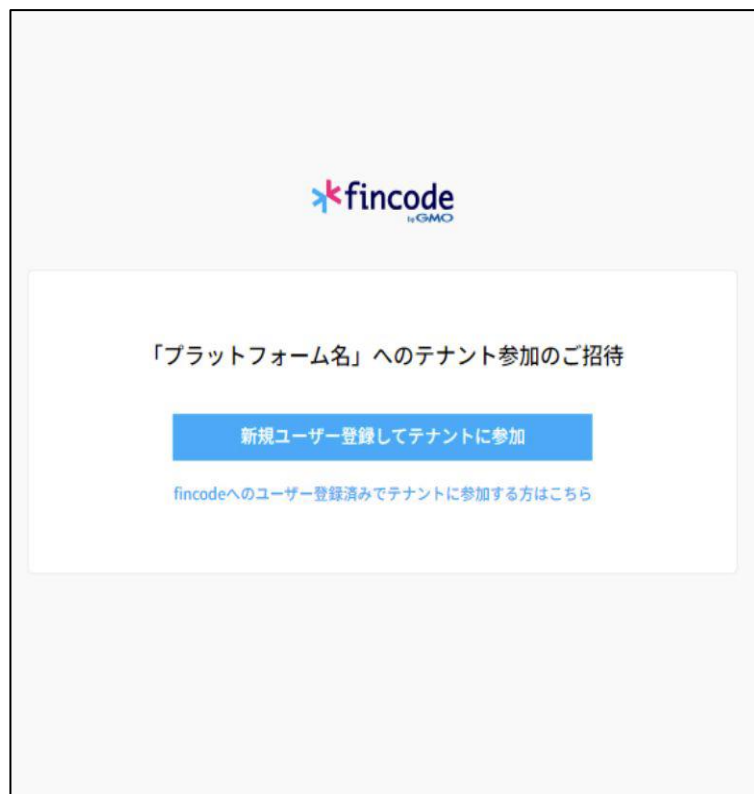 fincode
by GMO
「プラットフォーム名」へのテナント参加のご招待
新規ユーザー登録してテナントに参加
fincodeへのユーザー登録済みでテナントに参加する方はこちら